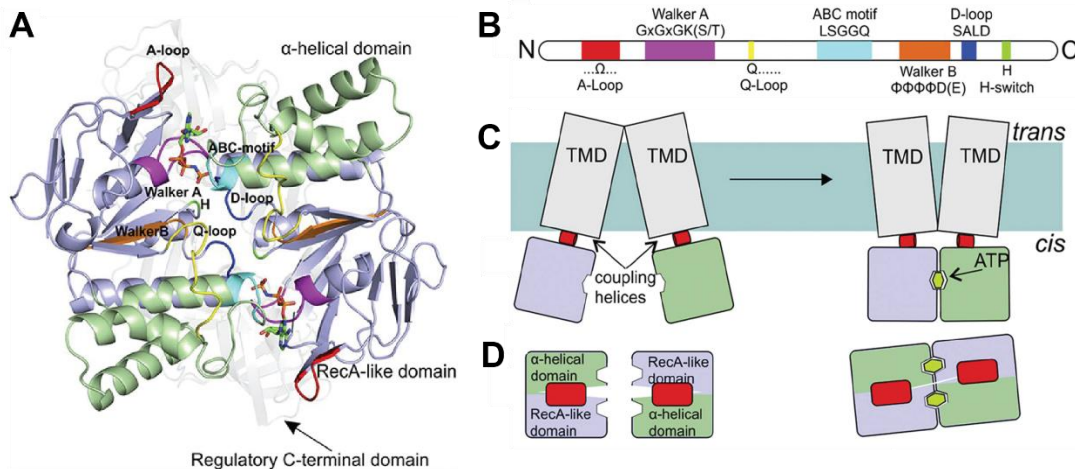 A
A-loop
α-helical domain
ABC-motif
Walker A
H
D-loop
WalkerB
Q-loop
RecA-like domain
Regulatory C-terminal domain
B
Walker A
GxGxGK(S/T)
ABC motif
LSGGQ
D-loop
SALD
N
C
...Ω...
A-Loop
Q......
Q-Loop
Walker B
ΦΦΦΦD(E)
H
H-switch
C
trans
TMD
TMD
TMD
TMD
cis
coupling
helices
ATP
D
α-helical
domain
RecA-like
domain
RecA-like
domain
α-helical
domain